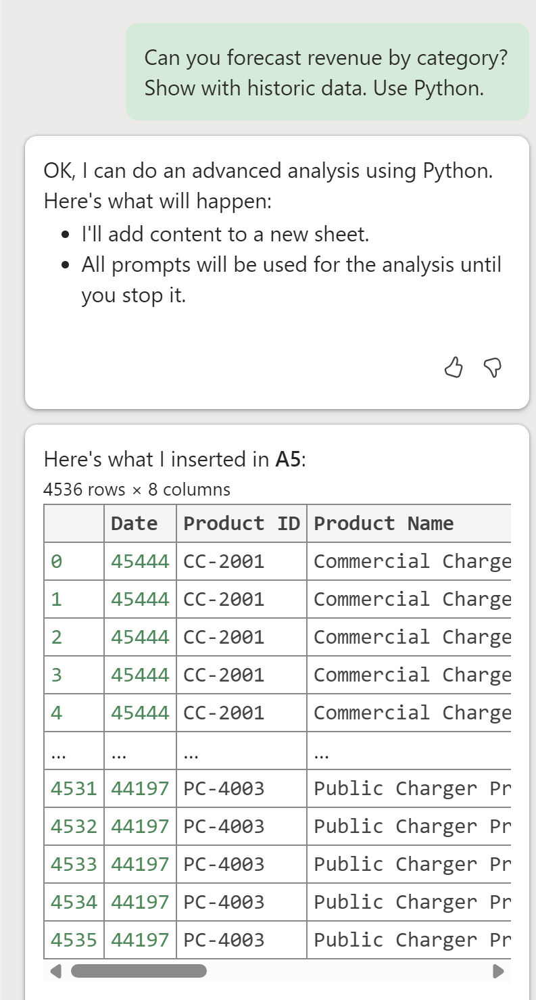 Can you forecast revenue by category?
Show with historic data. Use Python.
OK, I can do an advanced analysis using Python.
Here's what will happen:
• I'll add content to a new sheet.
• All prompts will be used for the analysis until
you stop it.
Here's what I inserted in A5:
4536 rows × 8 columns
Date Product ID Product Name
0 45444 CC-2001 Commercial Charge
1 45444 CC-2001 Commercial Charge
2 45444 CC-2001 Commercial Charge
3 45444 CC-2001 Commercial Charge
4 45444 CC-2001 Commercial Charge
... ... ... ...
4531 44197 PC-4003 Public Charger Pr
4532 44197 PC-4003 Public Charger Pr
4533 44197 PC-4003 Public Charger Pr
4534 44197 PC-4003 Public Charger Pr
4535 44197 PC-4003 Public Charger Pr